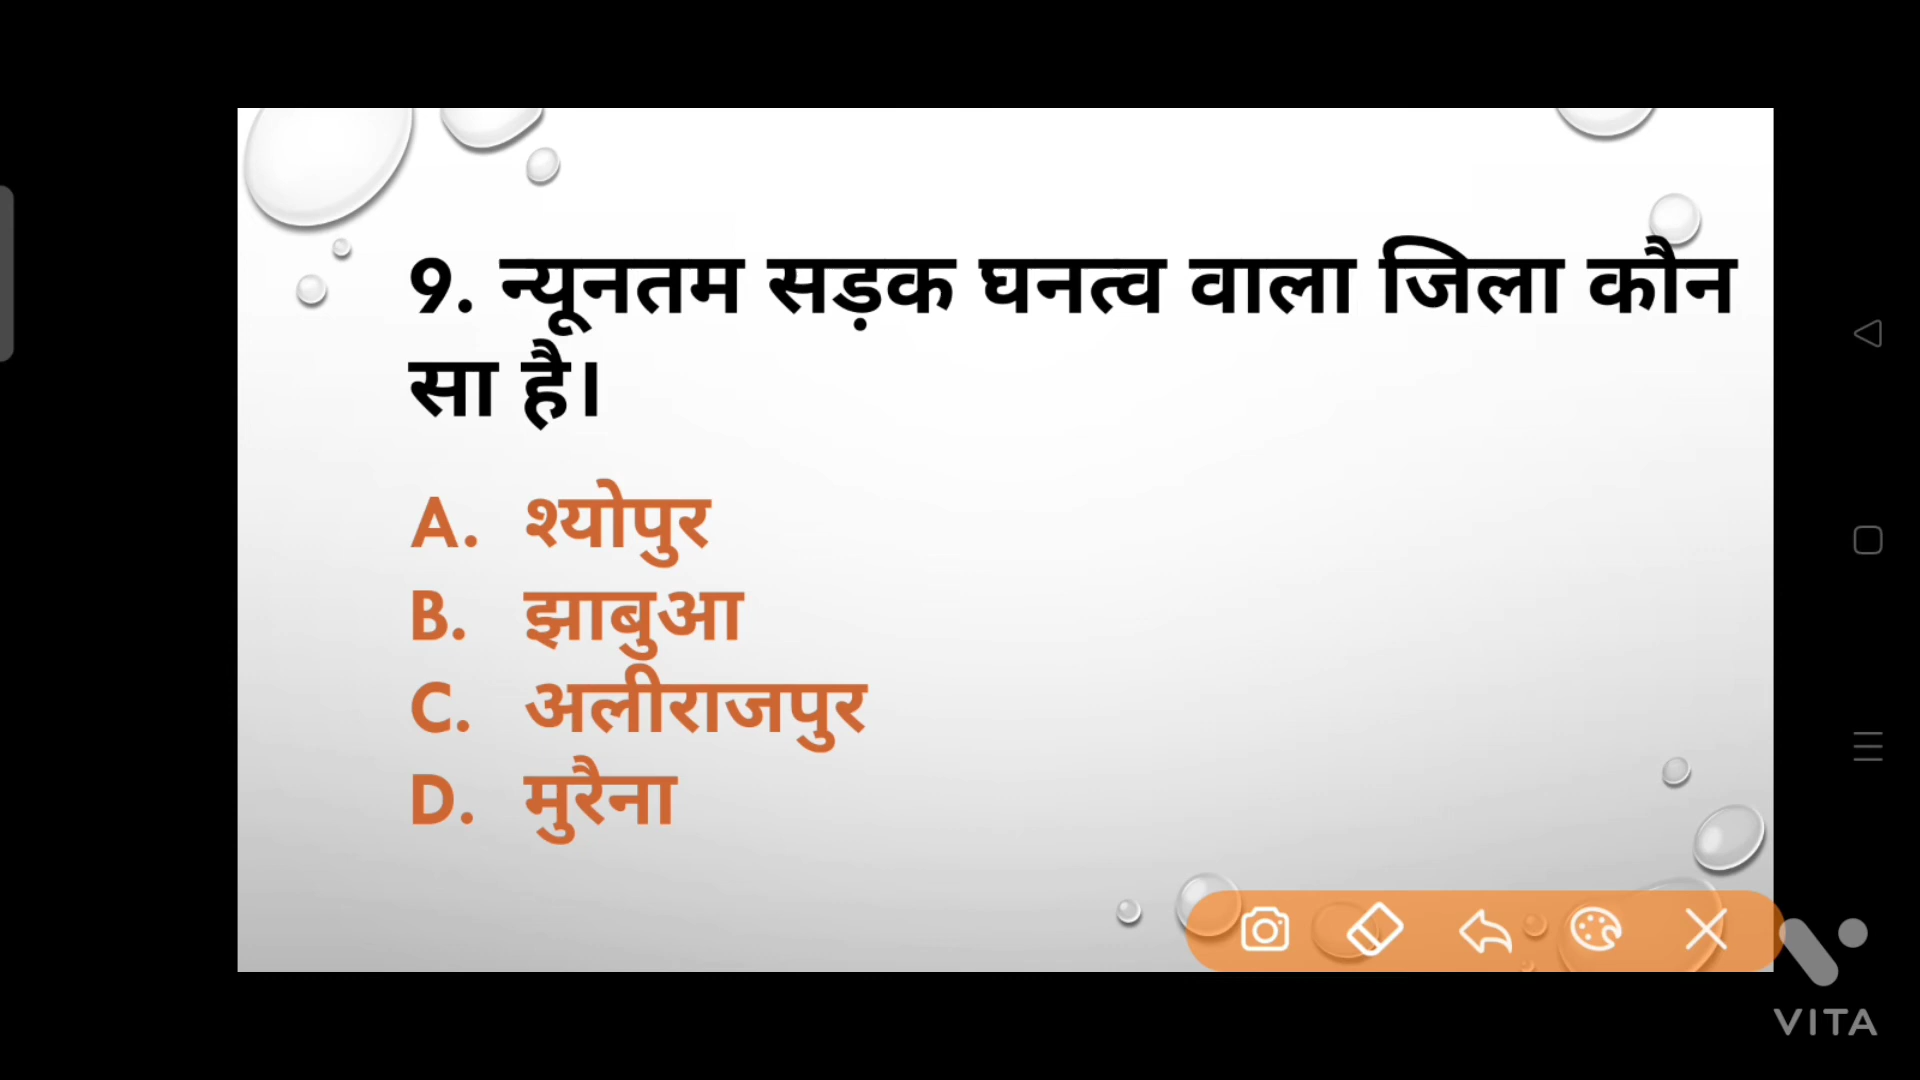 9. न्यूनतम सड़क घनत्व वाला जिला कौन
सा है।
A. श्योपुर
B. झाबुआ
C. अलीराजपुर
D. मुरैना
VITA